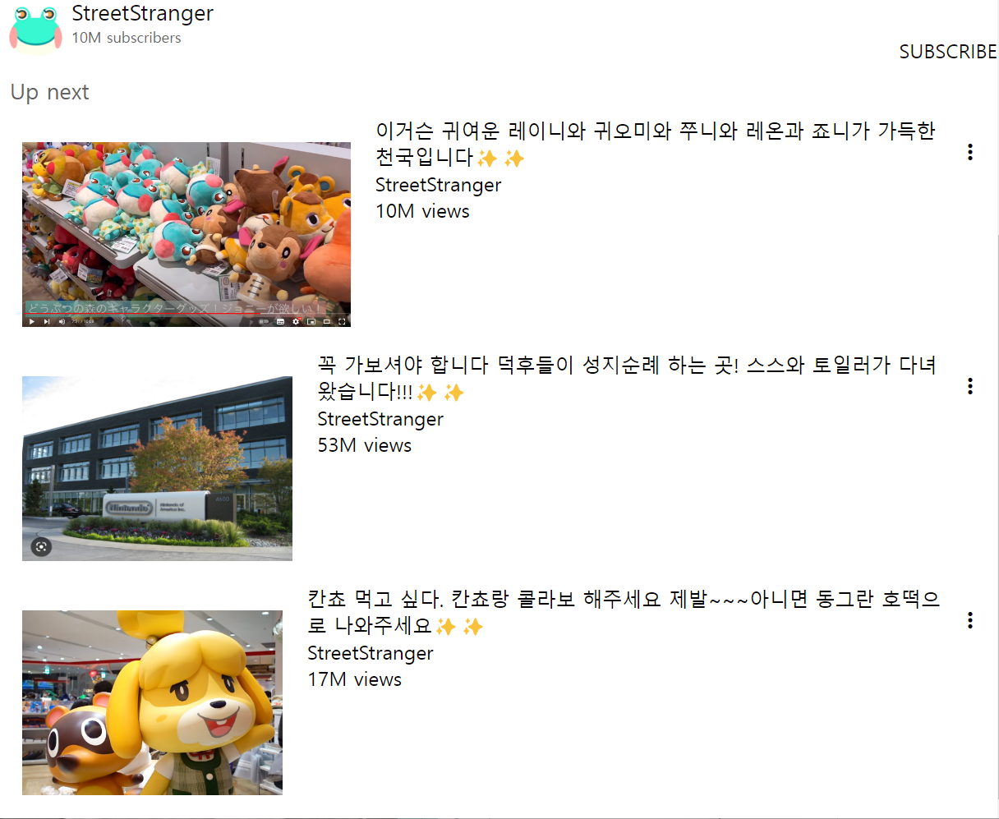 StreetStranger
10M subscribers
SUBSCRIBE
Up next
이거슨 귀여운 레이니와 귀오미와 쭈니와 레온과 죠니가 가득한
천국입니다✨ ✨
StreetStranger
10M views
どうぶつの森のキャラクターグッズ！ジョニーが欲しい！
꼭 가보셔야 합니다 덕후들이 성지순례 하는 곳! 스스와 토일러가 다녀
왔습니다!!!✨ ✨
StreetStranger
53M views
Nintendo
Nintendo of
America Inc.
4600
칸쵸 먹고 싶다. 칸쵸랑 콜라보 해주세요 제발~~~아니면 동그란 호떡으
로 나와주세요✨ ✨
StreetStranger
17M views